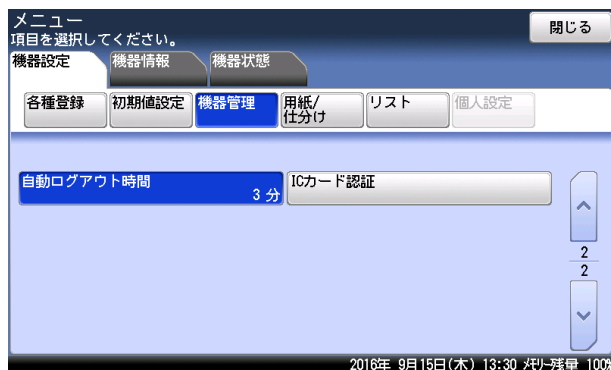 メニュー
項目を選択してください。
閉じる
機器設定
機器情報
機器状態
各種登録
初期値設定
機器管理
用紙/
仕分け
リスト
個人設定
自動ログアウト時間
3 分
ICカード認証
2
2
2016年 9月15日(木) 13:30 メモリー残量 100%